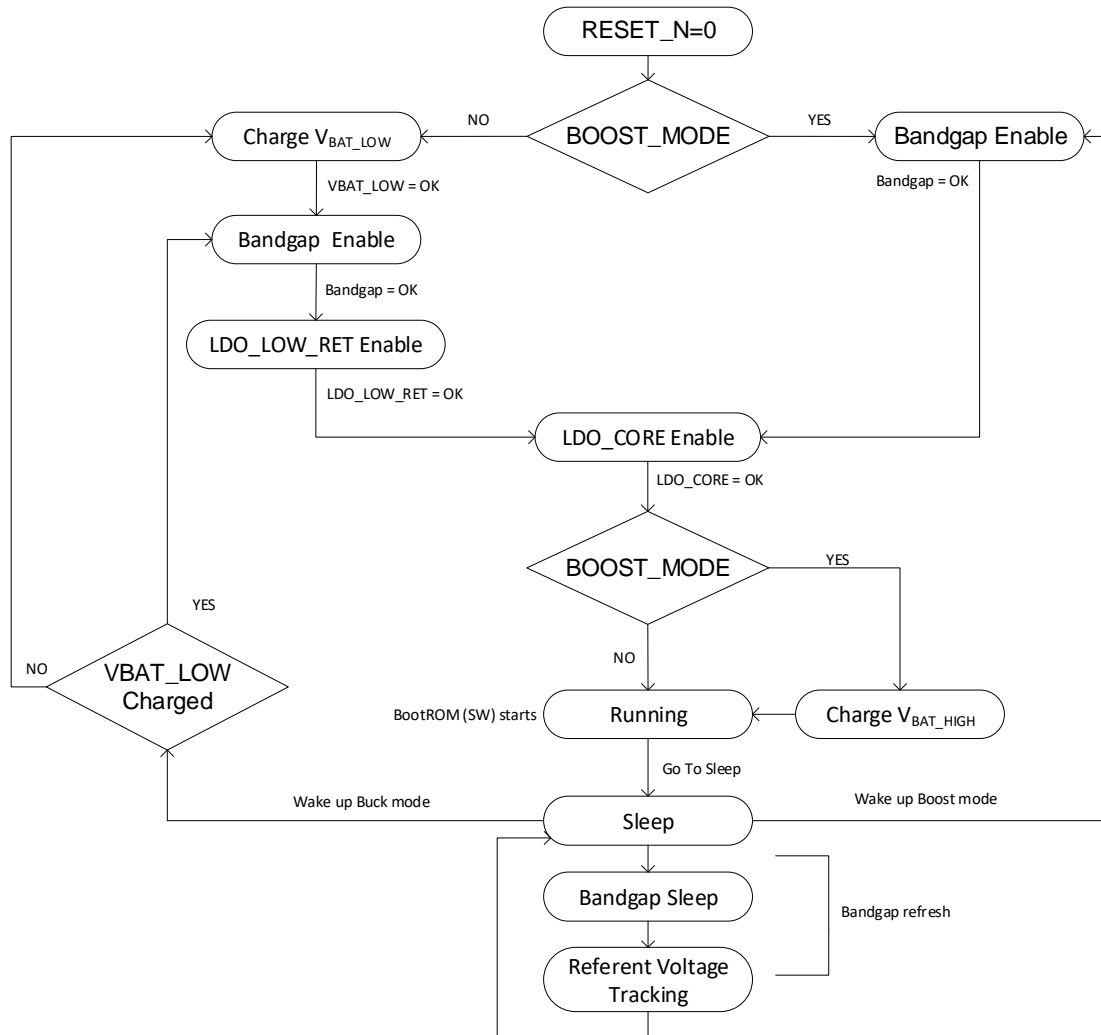 RESET_N=0
BOOST_MODE
NO
YES
Charge VBAT_LOW
Bandgap Enable
VBAT_LOW = OK
Bandgap = OK
Bandgap Enable
Bandgap = OK
LDO_LOW_RET Enable
LDO_LOW_RET = OK
LDO_CORE Enable
LDO_CORE = OK
BOOST_MODE
YES
NO
YES
NO
VBAT_LOW
Charged
BootROM (SW) starts
Running
Charge VBAT_HIGH
Go To Sleep
Wake up Buck mode
Sleep
Wake up Boost mode
Bandgap Sleep
Bandgap refresh
Referent Voltage
Tracking